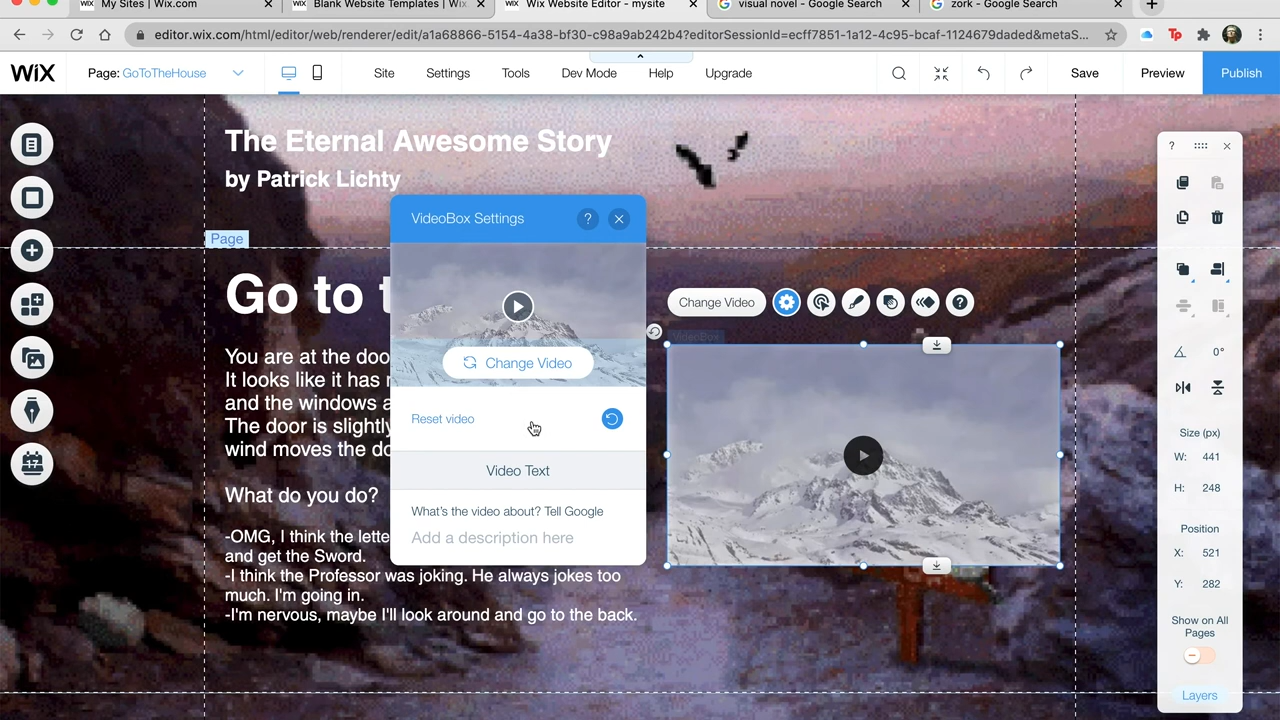 My Sites | Wix.com
Blank Website Templates | Wix
Wix Website Editor - mysite
visual novel - Google Search
zork - Google Search
editor.wix.com/html/editor/web/renderer/edit/a1a68866-5154-4a38-bf30-c98a9ab242b4?editorSessionId=ecff7851-1a12-4c95-bcaf-1124679daded&metaS...
WiX
Page: GoToTheHouse
Site
Settings
Tools
Dev Mode
Help
Upgrade
Save
Preview
Publish
The Eternal Awesome Story
by Patrick Lichty
Page
Go to t
You are at the doo
It looks like it has
and the windows a
The door is slightly
wind moves the do
What do you do?
-OMG, I think the lette
and get the Sword.
-I think the Professor was joking. He always jokes too
much. I'm going in.
-I'm nervous, maybe I'll look around and go to the back.
VideoBox Settings
?
Change Video
Reset video
Video Text
What's the video about? Tell Google
Add a description here
Change Video
?
VideoBox
17
?
0°
Size (px)
W: 441
H: 248
Position
X: 521
Y: 282
Show on All
Pages
Layers